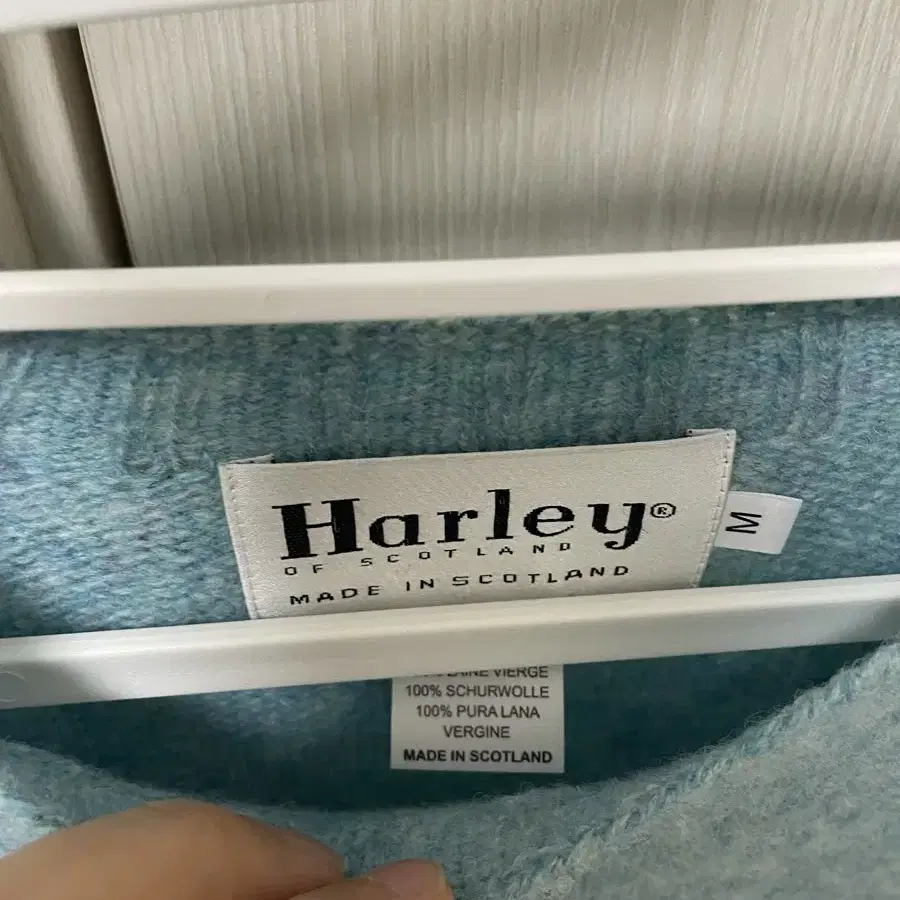 Harley®
OF SCOTLAND
MADE IN SCOTLAND
M
LAINE VIERGE
100% SCHURWOLLE
100% PURA LANA
VERGINE
MADE IN SCOTLAND